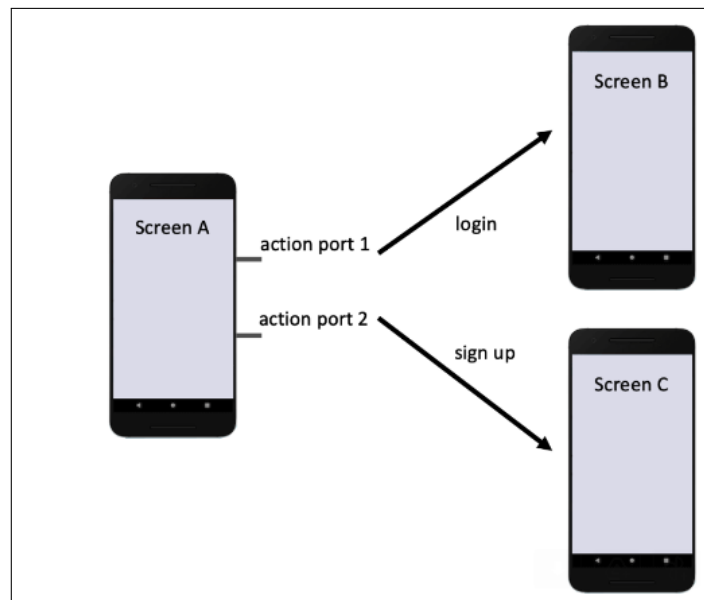 Screen B
Screen A
action port 1
login
action port 2
sign up
Screen C